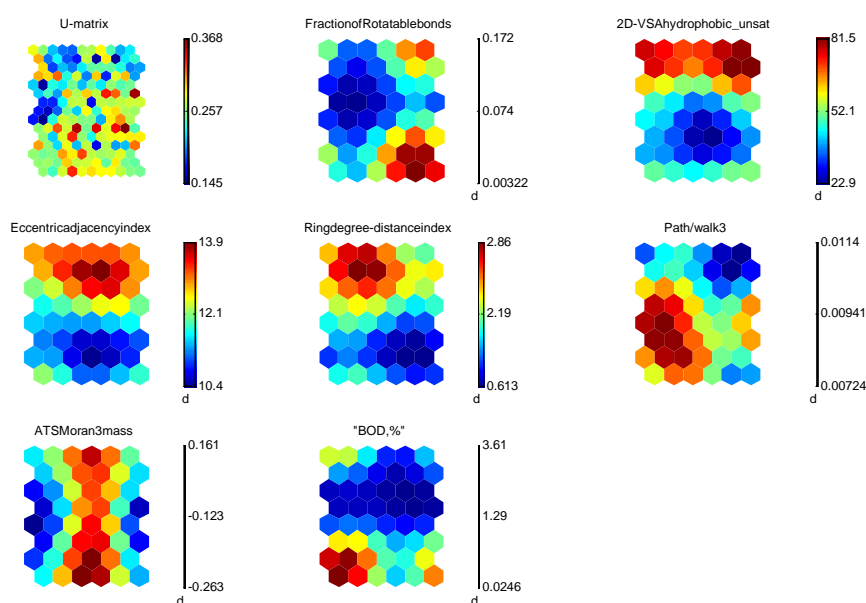 U-matrix
0.368
0.257
0.145
FractionofRotatablebonds
0.172
0.074
0.00322
d
2D-VSAhydrophobic_unsat
81.5
52.1
22.9
d
Eccentricadjacencyindex
13.9
12.1
10.4
d
Ringdegree-distanceindex
2.86
2.19
0.613
d
Path/walk3
0.0114
0.00941
0.00724
d
ATSMoran3mass
0.161
-0.123
-0.263
d
"BOD,%"
3.61
1.29
0.0246
d